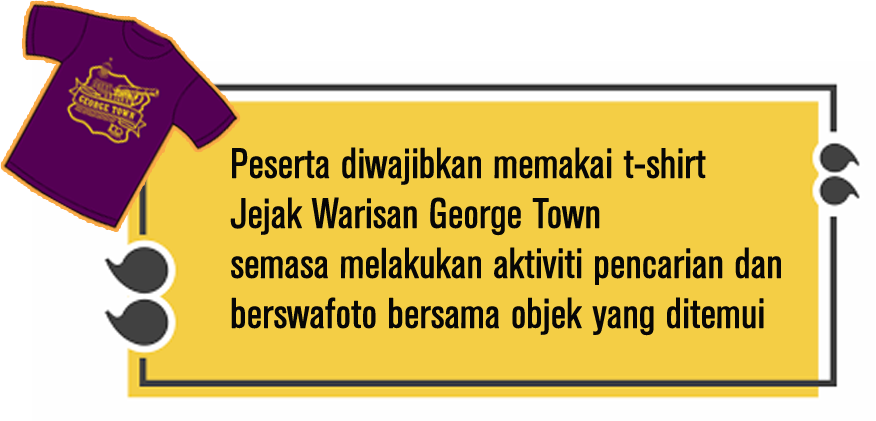 GEORGE TOWN
Peserta diwajibkan memakai t-shirt
Jejak Warisan George Town
semasa melakukan aktiviti pencarian dan
berswafoto bersama objek yang ditemui